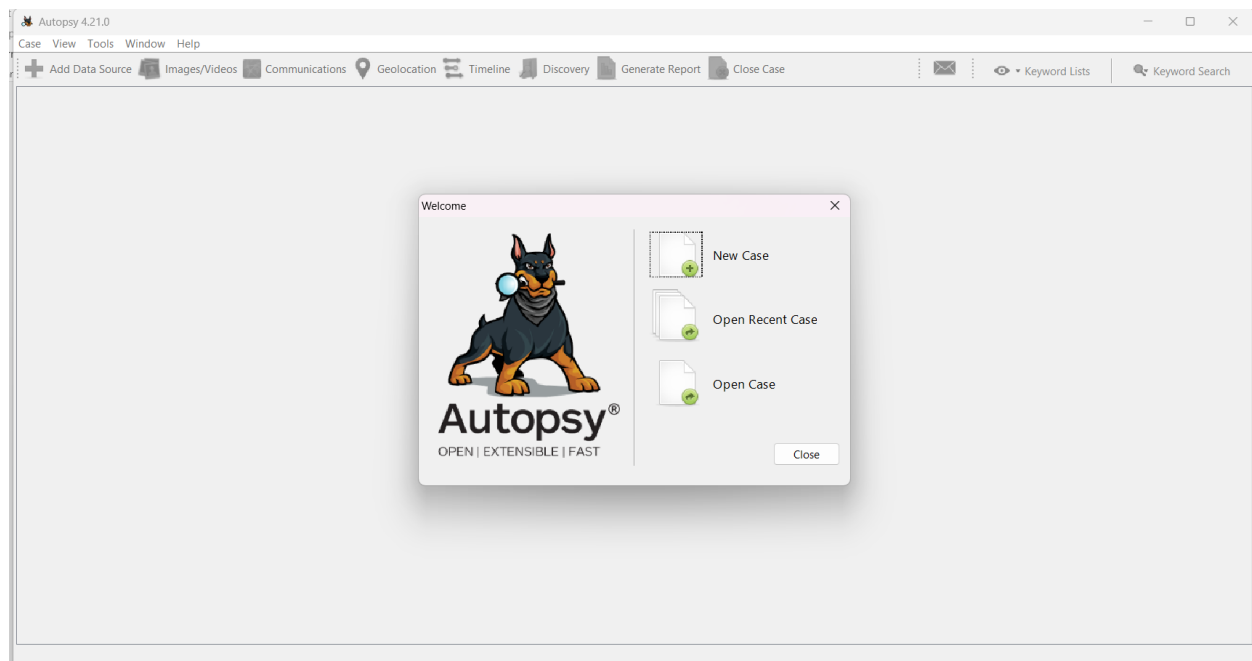 Autopsy 4.21.0
Case View Tools Window Help
Add Data Source Images/Videos Communications Geolocation Timeline Discovery Generate Report Close Case Keyword Lists Keyword Search
Welcome
New Case
Open Recent Case
Open Case
Autopsy®
OPEN | EXTENSIBLE | FAST
Close